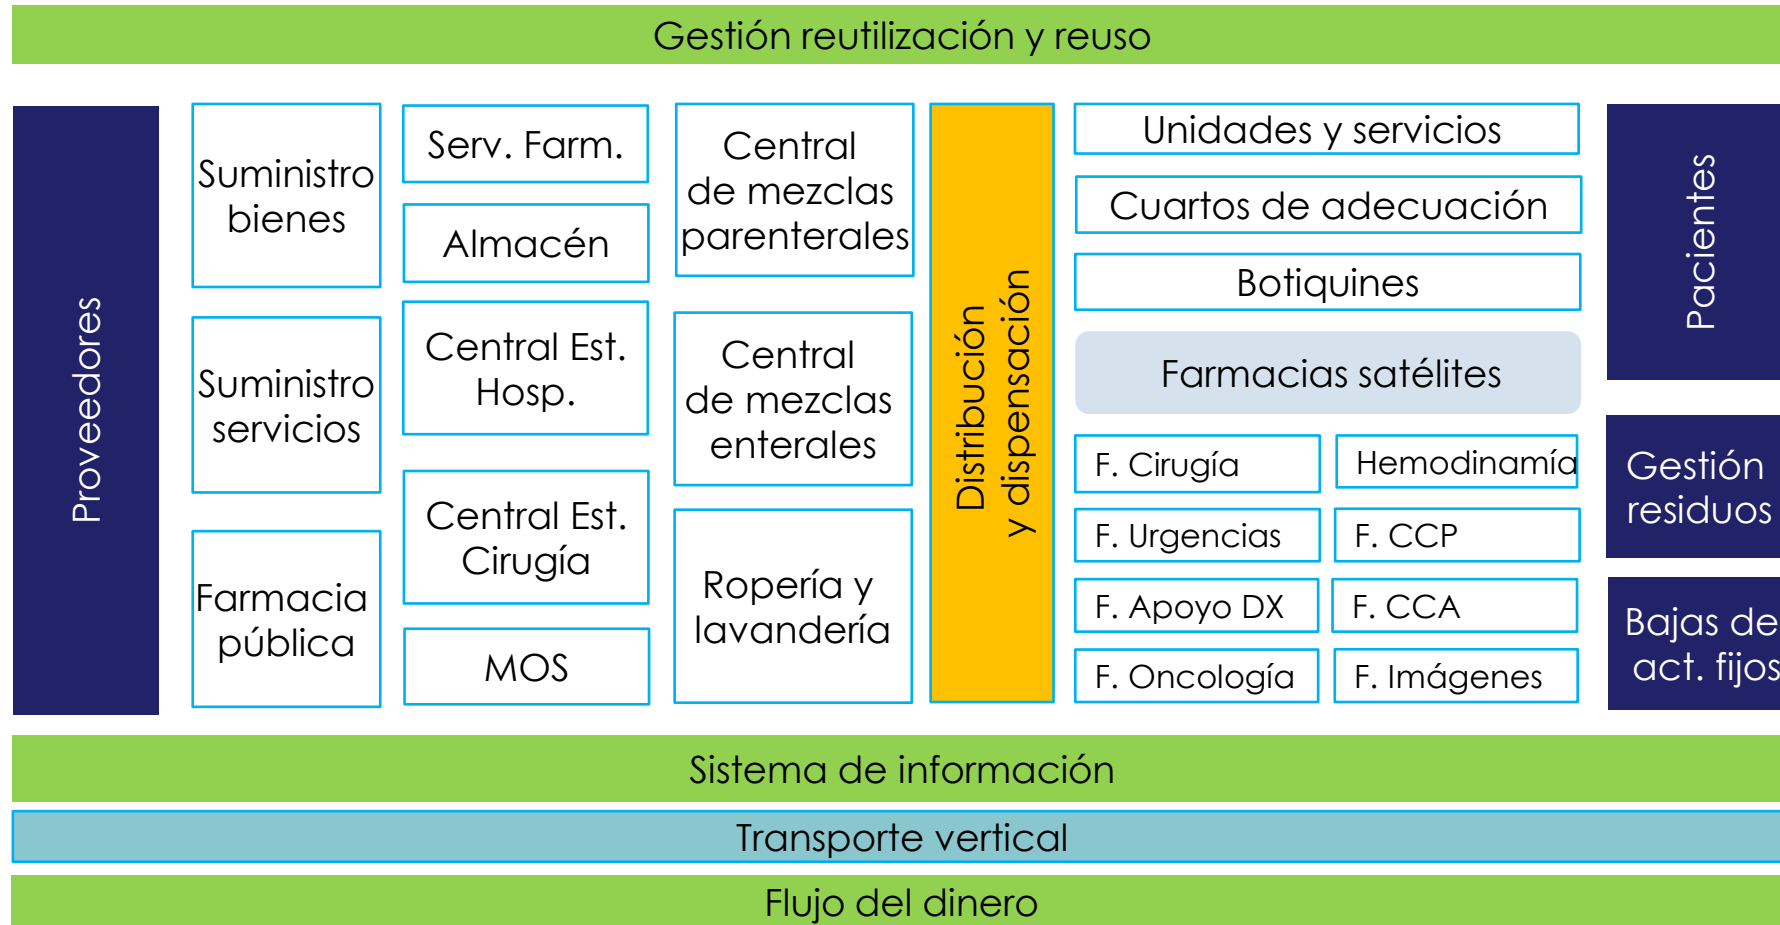 Gestión reutilización y reuso
Proveedores
Suministro
bienes
Suministro
servicios
Farmacia
pública
Serv. Farm.
Almacén
Central Est.
Hosp.
Central Est.
Cirugía
MOS
Central
de mezclas
parenterales
Central
de mezclas
enterales
Ropería y
lavandería
Distribución
y dispensación
Unidades y servicios
Cuartos de adecuación
Botiquines
Farmacias satélites
F. Cirugía
Hemodinamía
F. Urgencias
F. CCP
F. Apoyo DX
F. CCA
F. Oncología
F. Imágenes
Pacientes
Gestión
residuos
Bajas de
act. fijos
Sistema de información
Transporte vertical
Flujo del dinero